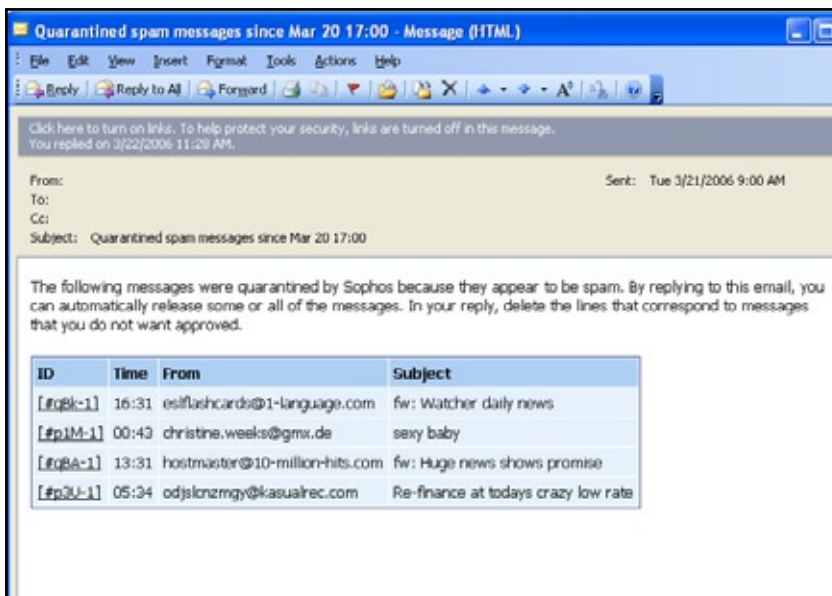 Quarantined spam messages since Mar 20 17:00 - Message (HTML)
File Edit View Insert Format Tools Actions Help
Reply Reply to All Forward
Click here to turn on links. To help protect your security, links are turned off in this message.
You replied on 3/22/2006 11:28 AM.
From: Sent: Tue 3/21/2006 9:00 AM
To:
Cc:
Subject: Quarantined spam messages since Mar 20 17:00
The following messages were quarantined by Sophos because they appear to be spam. By replying to this email, you
can automatically release some or all of the messages. In your reply, delete the lines that correspond to messages
that you do not want approved.
ID Time From Subject
[#qBk-1] 16:31 eslflashcards@1-language.com fw: Watcher daily news
[#p1M-1] 00:43 christine.weeks@gmx.de sexy baby
[#qBA-1] 13:31 hostmaster@10-million-hits.com fw: Huge news shows promise
[#p3U-1] 05:34 odjslcnzmgy@kasualrec.com Re-finance at todays crazy low rate